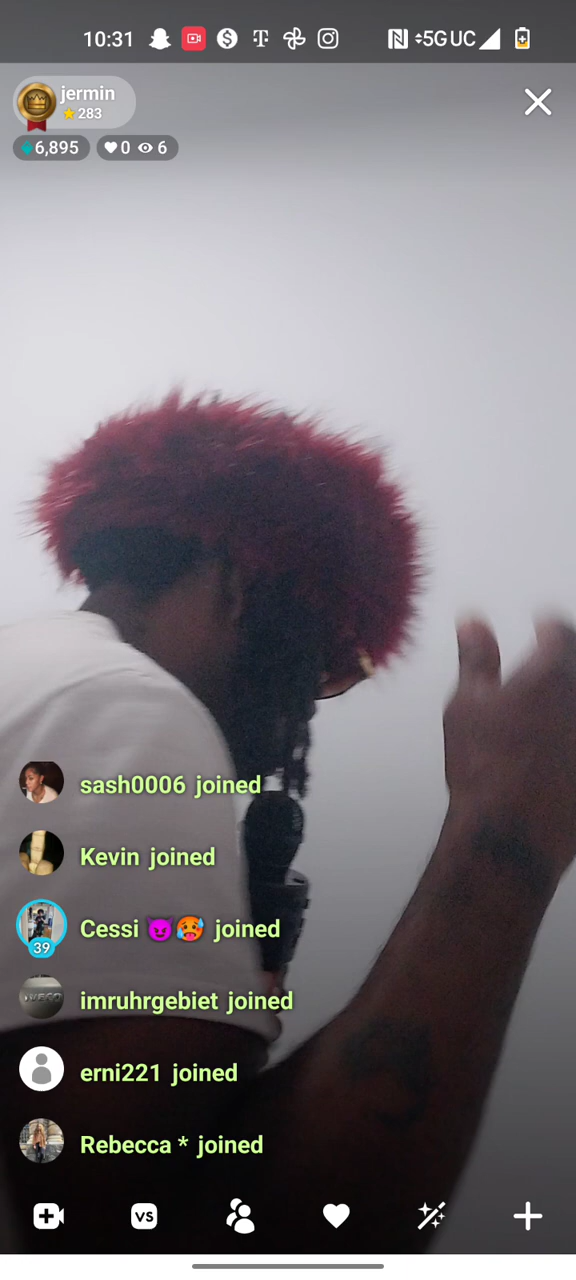 10:31
5G UC
jermin
283
6,895
0
6
sash0006 joined
Kevin joined
39
Cessi 😈🥵 joined
IVECO
imruhrgebiet joined
erni221 joined
Rebecca * joined
VS